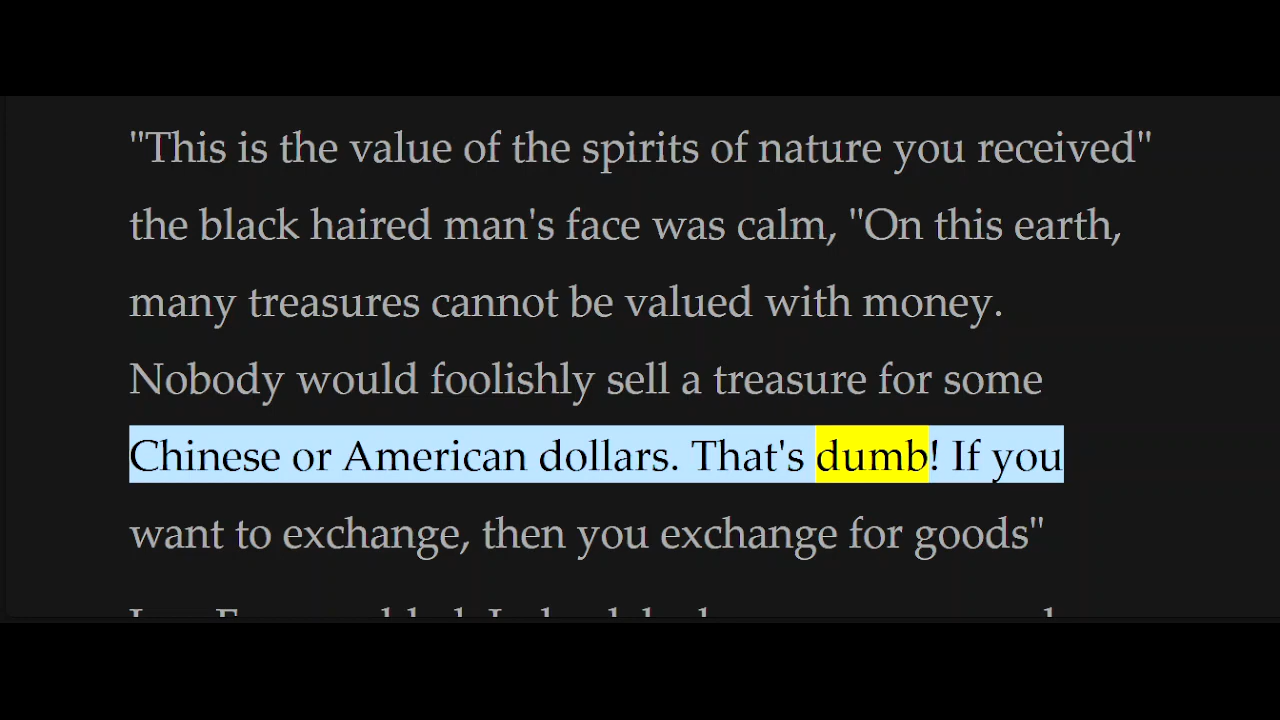 "This is the value of the spirits of nature you received"
the black haired man's face was calm, "On this earth,
many treasures cannot be valued with money.
Nobody would foolishly sell a treasure for some
Chinese or American dollars. That's dumb! If you
want to exchange, then you exchange for goods"